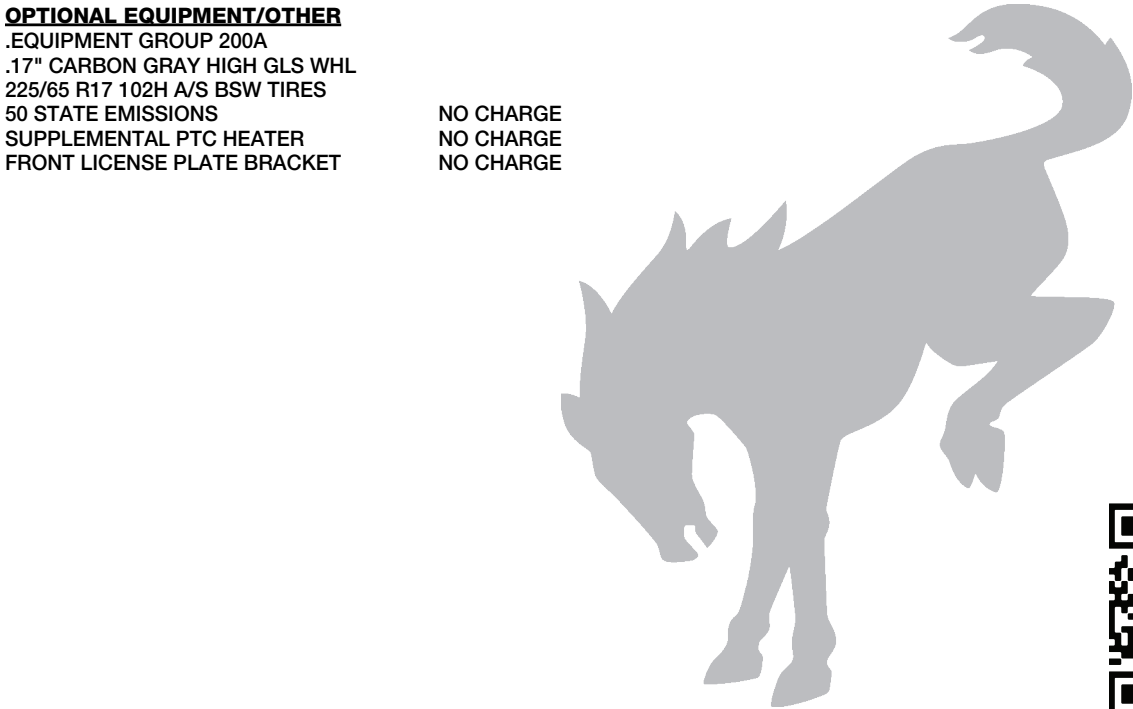 OPTIONAL EQUIPMENT/OTHER
.EQUIPMENT GROUP 200A
.17" CARBON GRAY HIGH GLS WHL
225/65 R17 102H A/S BSW TIRES
50 STATE EMISSIONS NO CHARGE
SUPPLEMENTAL PTC HEATER NO CHARGE
FRONT LICENSE PLATE BRACKET NO CHARGE